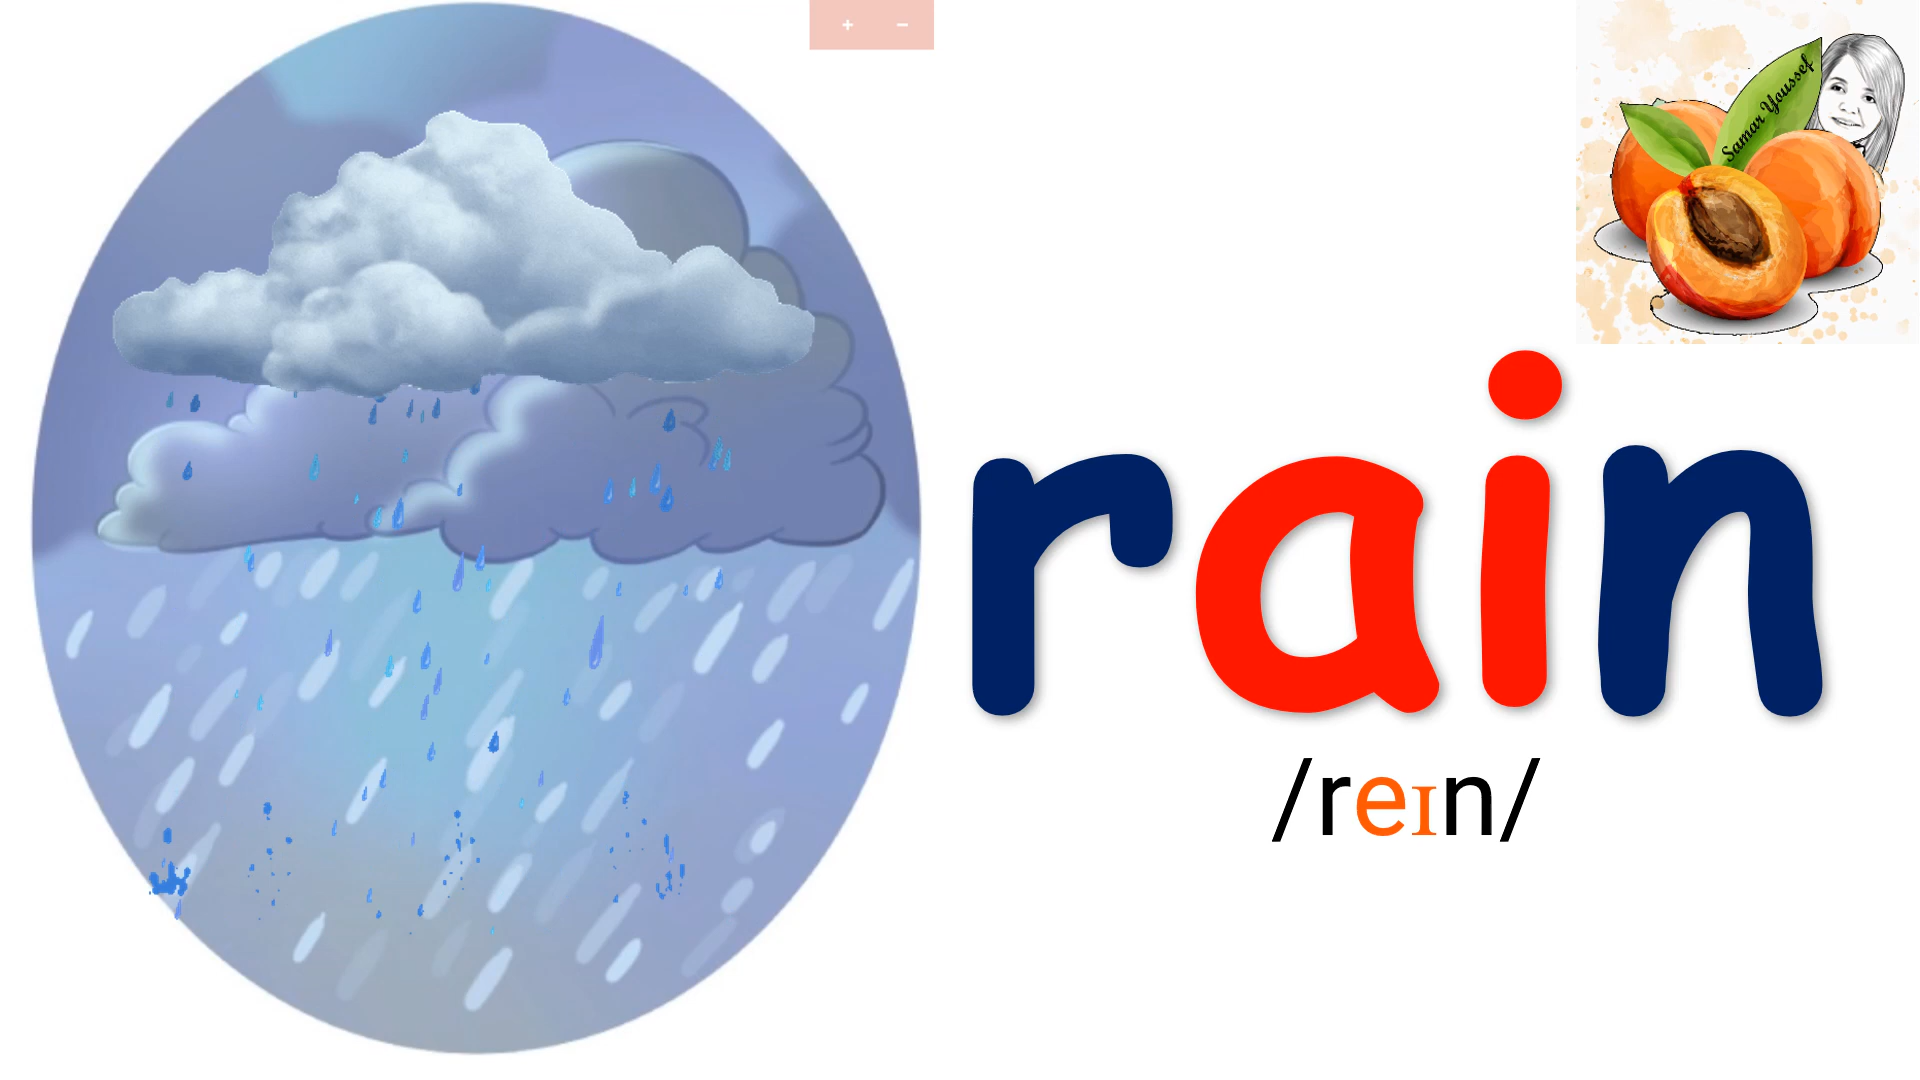 + −
Samar Youssef
rain
/reɪn/